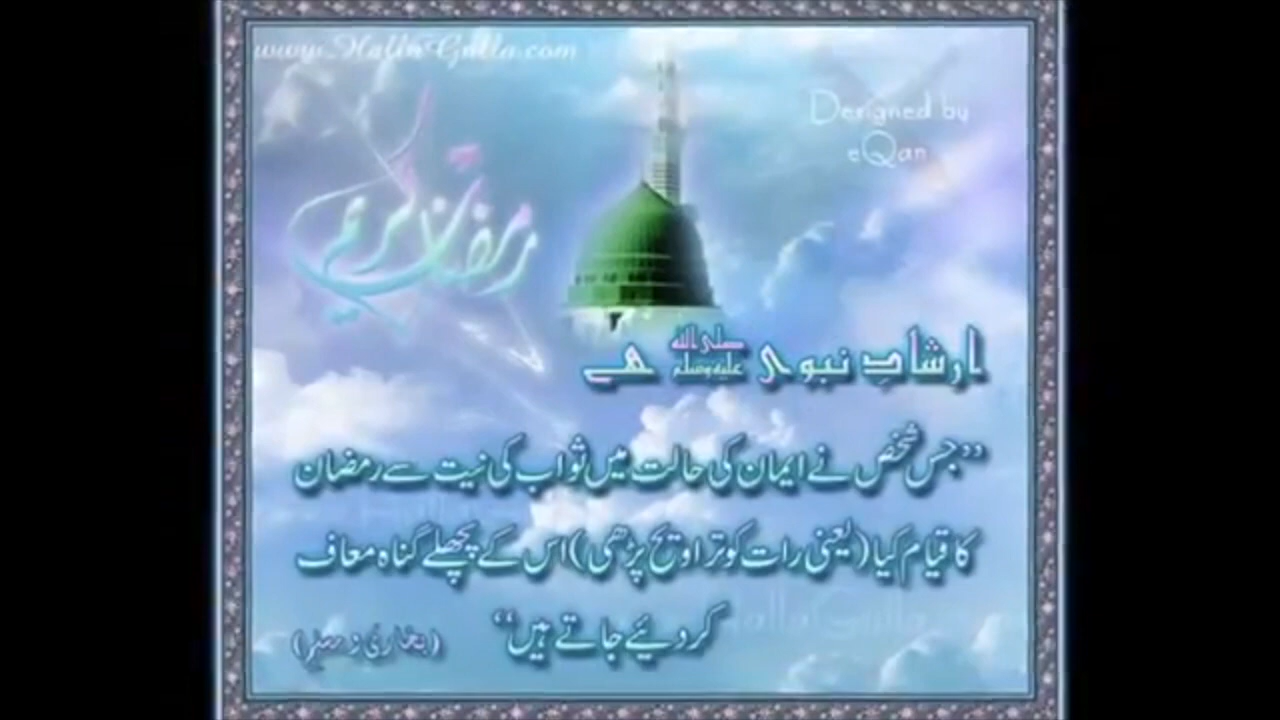 www.HallaGulla.com
Designed by
eQan
رمضان کریم
ارشادِ نبوی صلی اللہ علیہ وسلم ہے
”جس شخص نے ایمان کی حالت میں ثواب کی نیت سے رمضان
کا قیام کیا (یعنی رات کو تراویح پڑھی) اس کے پچھلے گناہ معاف
کر دیئے جاتے ہیں“
(بخاری و مسلم)
HallaGulla